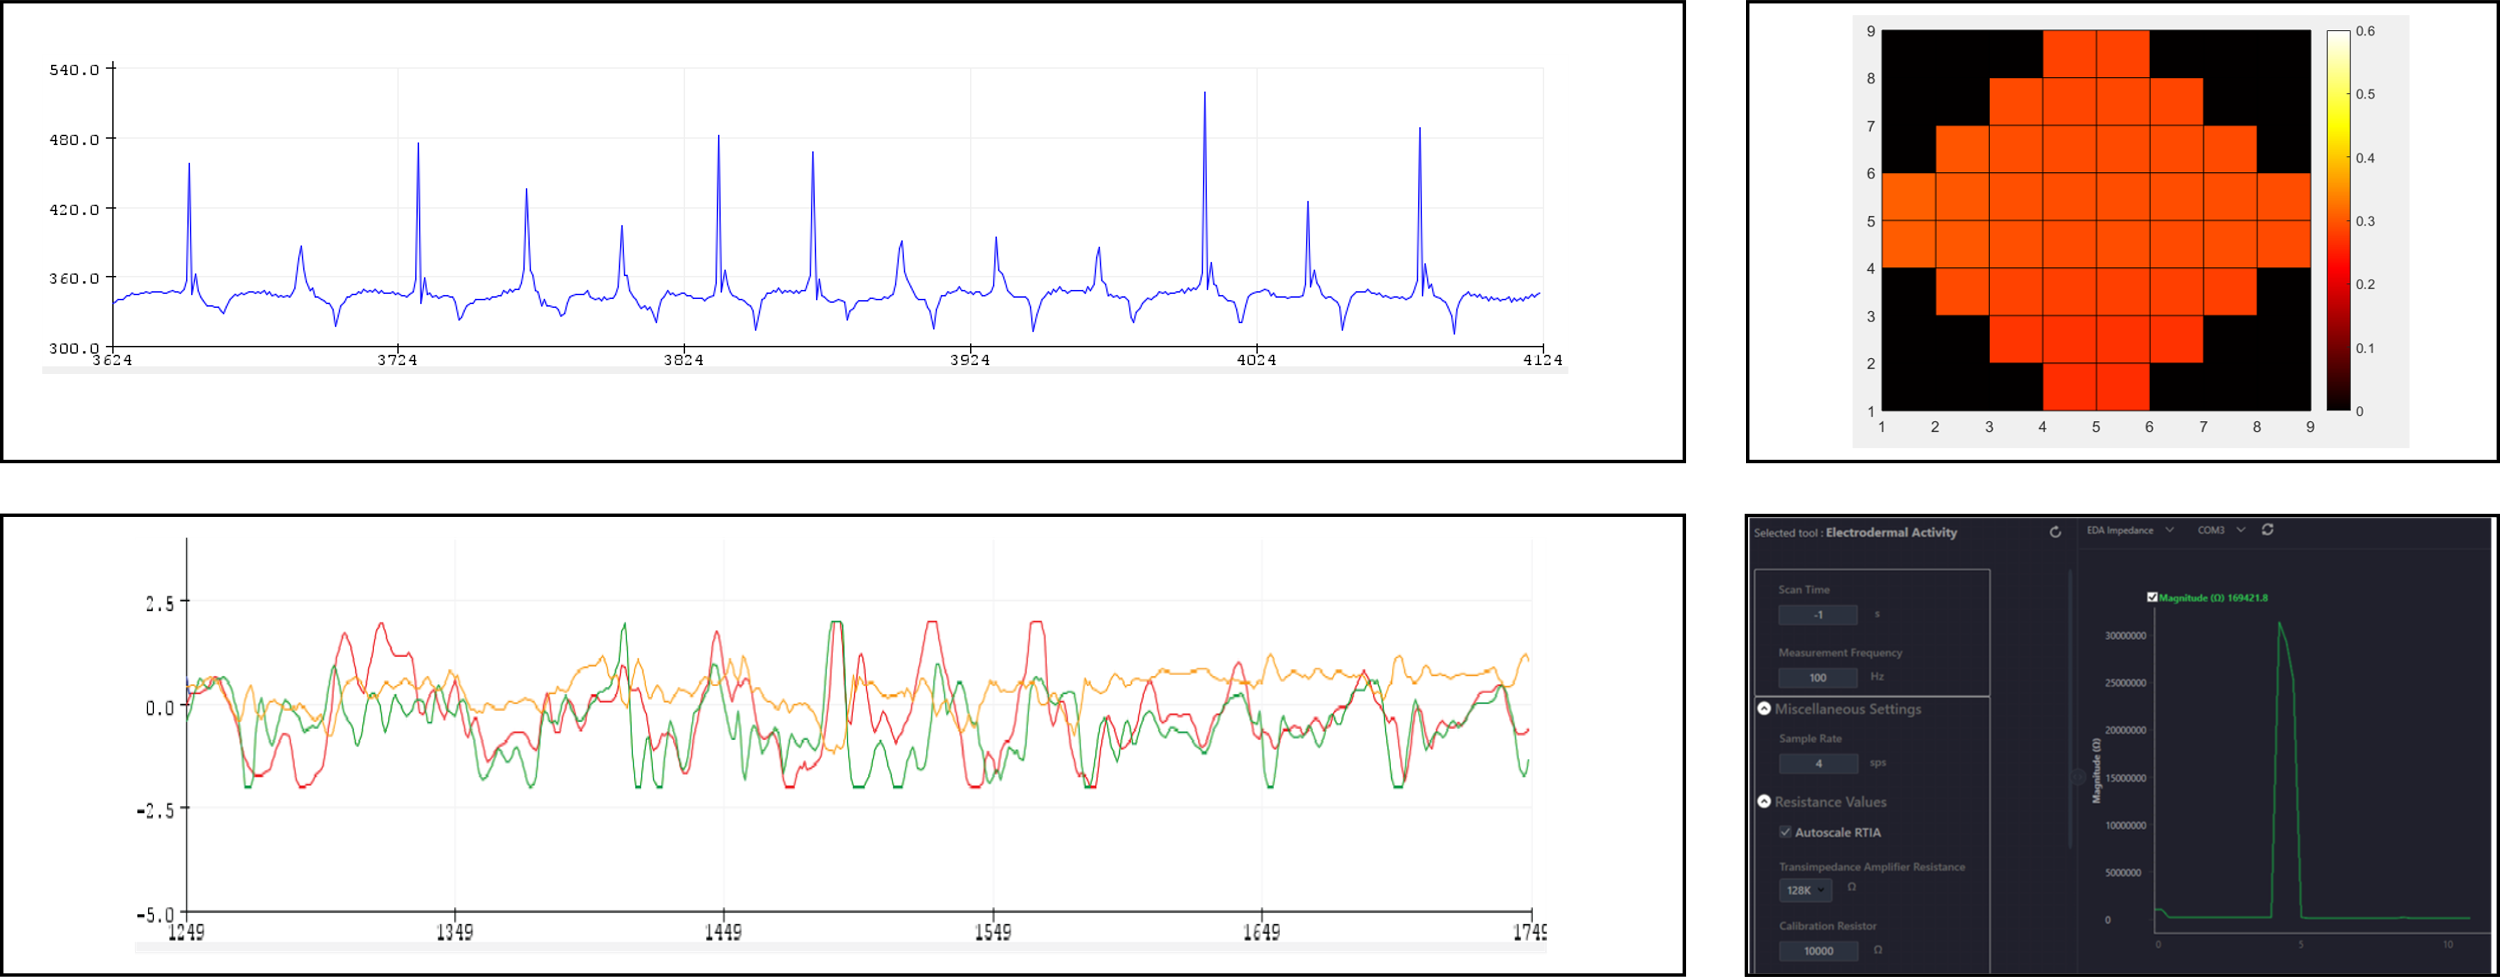 540.0
480.0
420.0
360.0
300.0
3624 3724 3824 3924 4024 4124
9
8
7
6
5
4
3
2
1
1 2 3 4 5 6 7 8 9
0.6
0.5
0.4
0.3
0.2
0.1
0
2.5
0.0
-2.5
-5.0
1249 1349 1449 1549 1649 1749
Selected tool : Electrodermal Activity
Scan Time
-1 s
Measurement Frequency
100 Hz
Miscellaneous Settings
Sample Rate
4 sps
Resistance Values
Autoscale RTIA
Transimpedance Amplifier Resistance
128K Ω
Calibration Resistor
10000 Ω
EDA Impedance COM3
Magnitude (Ω) 169421.8
Magnitude (Ω)
30000000
25000000
20000000
15000000
10000000
5000000
0
0 5 10